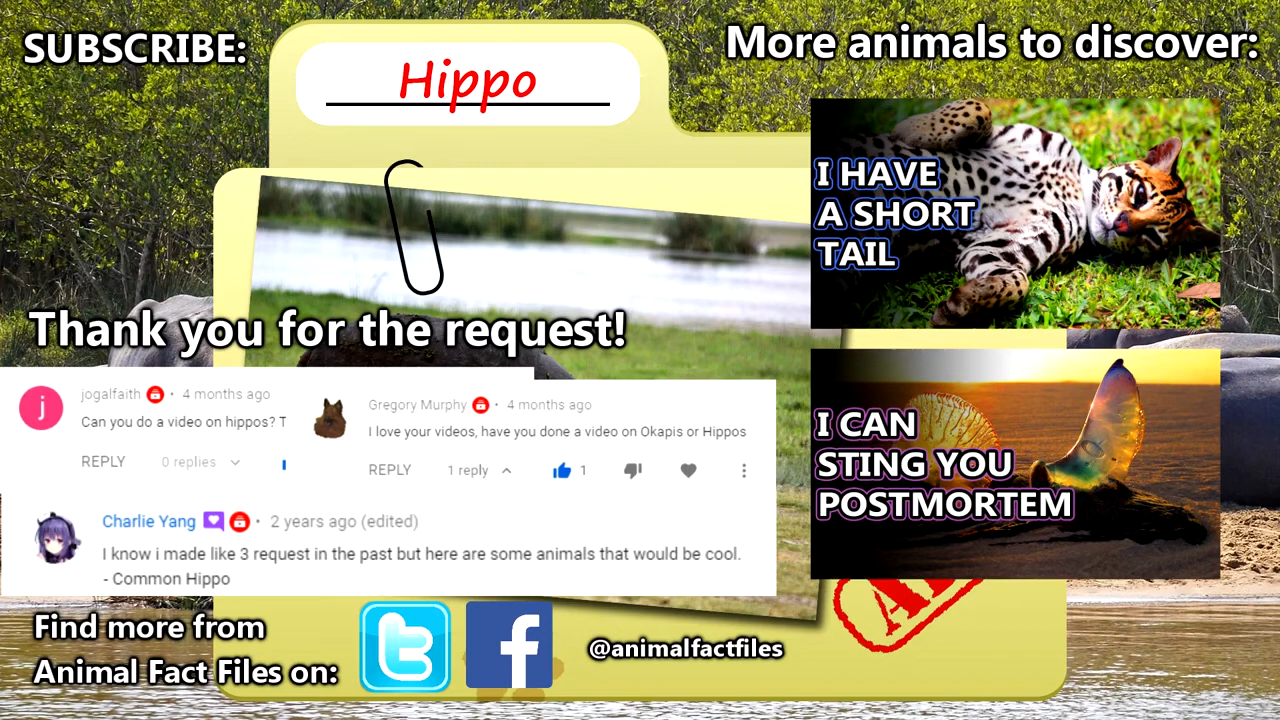 SUBSCRIBE:
Hippo
More animals to discover:
I HAVE
A SHORT
TAIL
Thank you for the request!
jogalfaith • 4 months ago
Can you do a video on hippos? T
REPLY 0 replies
Gregory Murphy • 4 months ago
I love your videos, have you done a video on Okapis or Hippos
REPLY 1 reply 1
Charlie Yang • 2 years ago (edited)
I know i made like 3 request in the past but here are some animals that would be cool.
- Common Hippo
I CAN
STING YOU
POSTMORTEM
Find more from
Animal Fact Files on:
@animalfactfiles